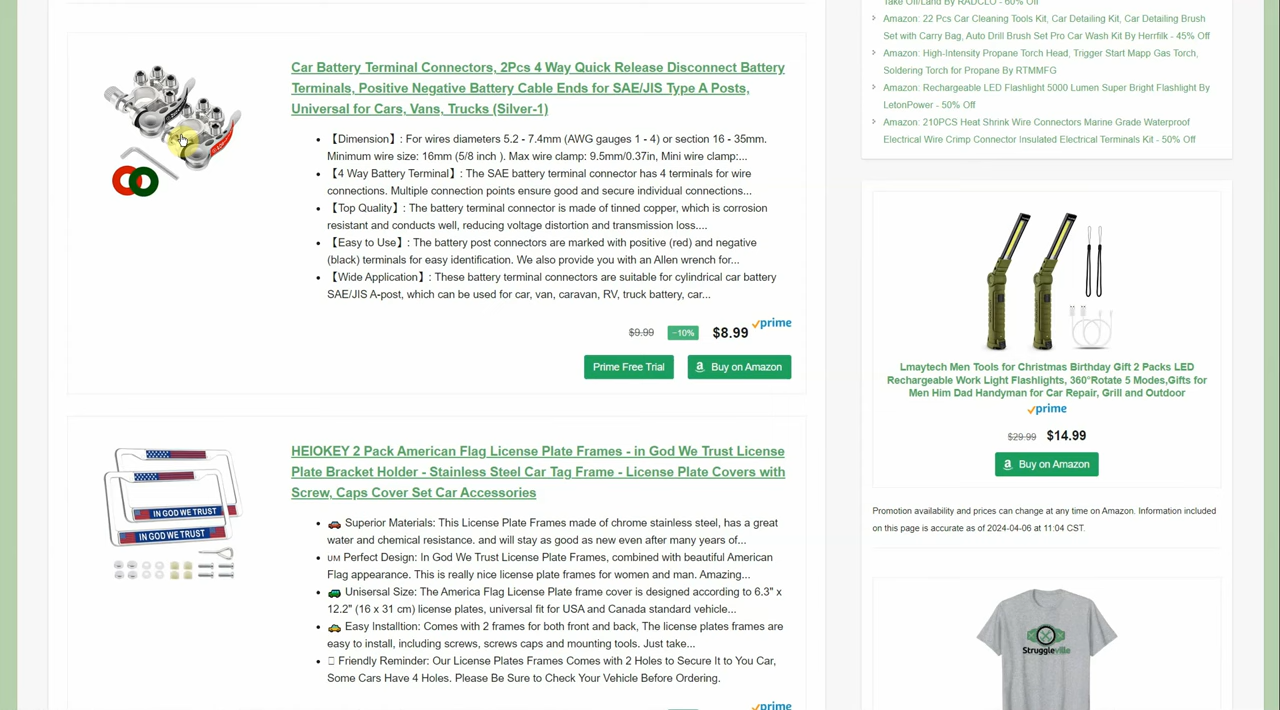 Car Battery Terminal Connectors, 2Pcs 4 Way Quick Release Disconnect Battery
Terminals, Positive Negative Battery Cable Ends for SAE/JIS Type A Posts,
Universal for Cars, Vans, Trucks (Silver-1)
【Dimension】: For wires diameters 5.2 - 7.4mm (AWG gauges 1 - 4) or section 16 - 35mm.
Minimum wire size: 16mm (5/8 inch ). Max wire clamp: 9.5mm/0.37in, Mini wire clamp:...
【4 Way Battery Terminal】: The SAE battery terminal connector has 4 terminals for wire
connections. Multiple connection points ensure good and secure individual connections...
【Top Quality】: The battery terminal connector is made of tinned copper, which is corrosion
resistant and conducts well, reducing voltage distortion and transmission loss....
【Easy to Use】: The battery post connectors are marked with positive (red) and negative
(black) terminals for easy identification. We also provide you with an Allen wrench for...
【Wide Application】: These battery terminal connectors are suitable for cylindrical car battery
SAE/JIS A-post, which can be used for car, van, caravan, RV, truck battery, car...
$9.99 -10% $8.99 prime
Prime Free Trial Buy on Amazon
HEIOKEY 2 Pack American Flag License Plate Frames - in God We Trust License
Plate Bracket Holder - Stainless Steel Car Tag Frame - License Plate Covers with
Screw, Caps Cover Set Car Accessories
IN GOD WE TRUST
IN GOD WE TRUST
Superior Materials: This License Plate Frames made of chrome stainless steel, has a great
water and chemical resistance. and will stay as good as new even after many years of...
UM Perfect Design: In God We Trust License Plate Frames, combined with beautiful American
Flag appearance. This is really nice license plate frames for women and man. Amazing...
Unisersal Size: The America Flag License Plate frame cover is designed according to 6.3" x
12.2" (16 x 31 cm) license plates, universal fit for USA and Canada standard vehicle...
Easy Installtion: Comes with 2 frames for both front and back, The license plates frames are
easy to install, including screws, screws caps and mounting tools. Just take...
Friendly Reminder: Our License Plates Frames Comes with 2 Holes to Secure It to You Car,
Some Cars Have 4 Holes. Please Be Sure to Check Your Vehicle Before Ordering.
prime
Take Off/Land By RADCLO - 60% Off
Amazon: 22 Pcs Car Cleaning Tools Kit, Car Detailing Kit, Car Detailing Brush
Set with Carry Bag, Auto Drill Brush Set Pro Car Wash Kit By Herrfilk - 45% Off
Amazon: High-Intensity Propane Torch Head, Trigger Start Mapp Gas Torch,
Soldering Torch for Propane By RTMMFG
Amazon: Rechargeable LED Flashlight 5000 Lumen Super Bright Flashlight By
LetonPower - 50% Off
Amazon: 210PCS Heat Shrink Wire Connectors Marine Grade Waterproof
Electrical Wire Crimp Connector Insulated Electrical Terminals Kit - 50% Off
Lmaytech Men Tools for Christmas Birthday Gift 2 Packs LED
Rechargeable Work Light Flashlights, 360°Rotate 5 Modes,Gifts for
Men Him Dad Handyman for Car Repair, Grill and Outdoor
prime
$29.99 $14.99
Buy on Amazon
Promotion availability and prices can change at any time on Amazon. Information included
on this page is accurate as of 2024-04-06 at 11:04 CST.
Struggleville